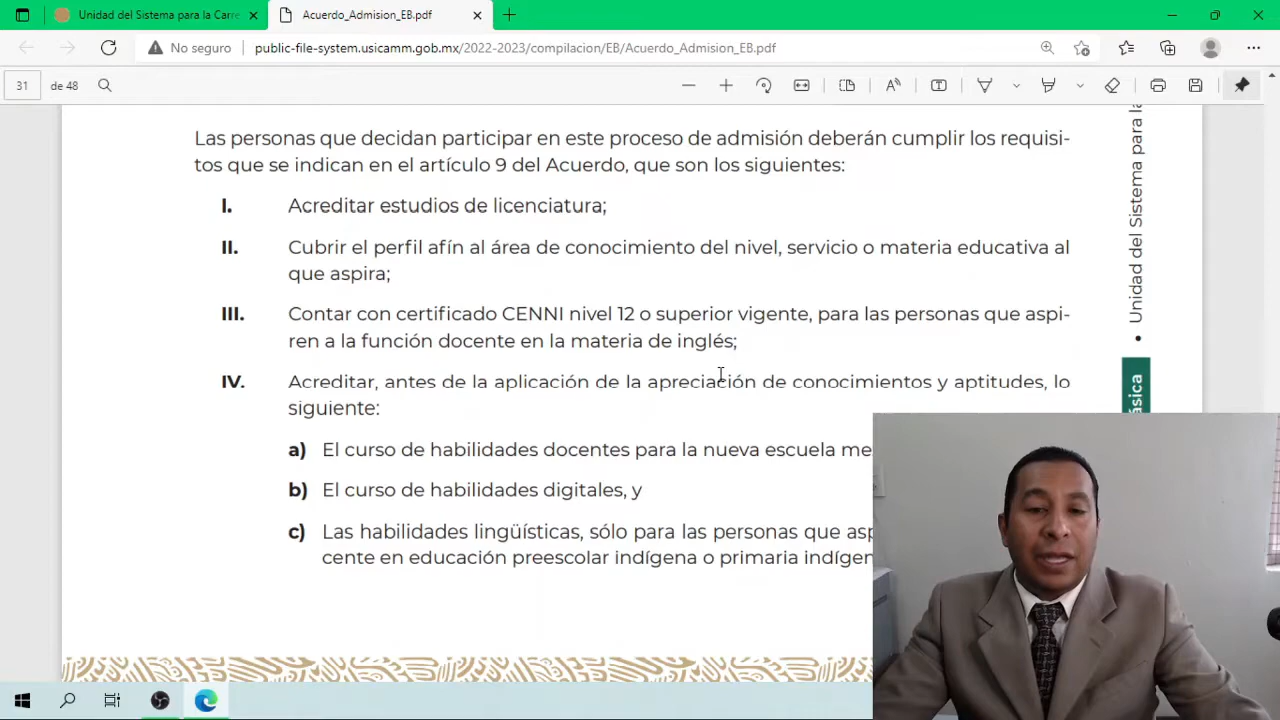 Unidad del Sistema para la Carre
Acuerdo_Admision_EB.pdf
No seguro
public-file-system.usicamm.gob.mx/2022-2023/compilacion/EB/Acuerdo_Admision_EB.pdf
31 de 48
Las personas que decidan participar en este proceso de admisión deberán cumplir los requisi-
tos que se indican en el artículo 9 del Acuerdo, que son los siguientes:
I. Acreditar estudios de licenciatura;
II. Cubrir el perfil afín al área de conocimiento del nivel, servicio o materia educativa al
que aspira;
III. Contar con certificado CENNI nivel 12 o superior vigente, para las personas que aspi-
ren a la función docente en la materia de inglés;
IV. Acreditar, antes de la aplicación de la apreciación de conocimientos y aptitudes, lo
siguiente:
a) El curso de habilidades docentes para la nueva escuela me
b) El curso de habilidades digitales, y
c) Las habilidades lingüísticas, sólo para las personas que asp
cente en educación preescolar indígena o primaria indígen
• Unidad del Sistema para la
ásica